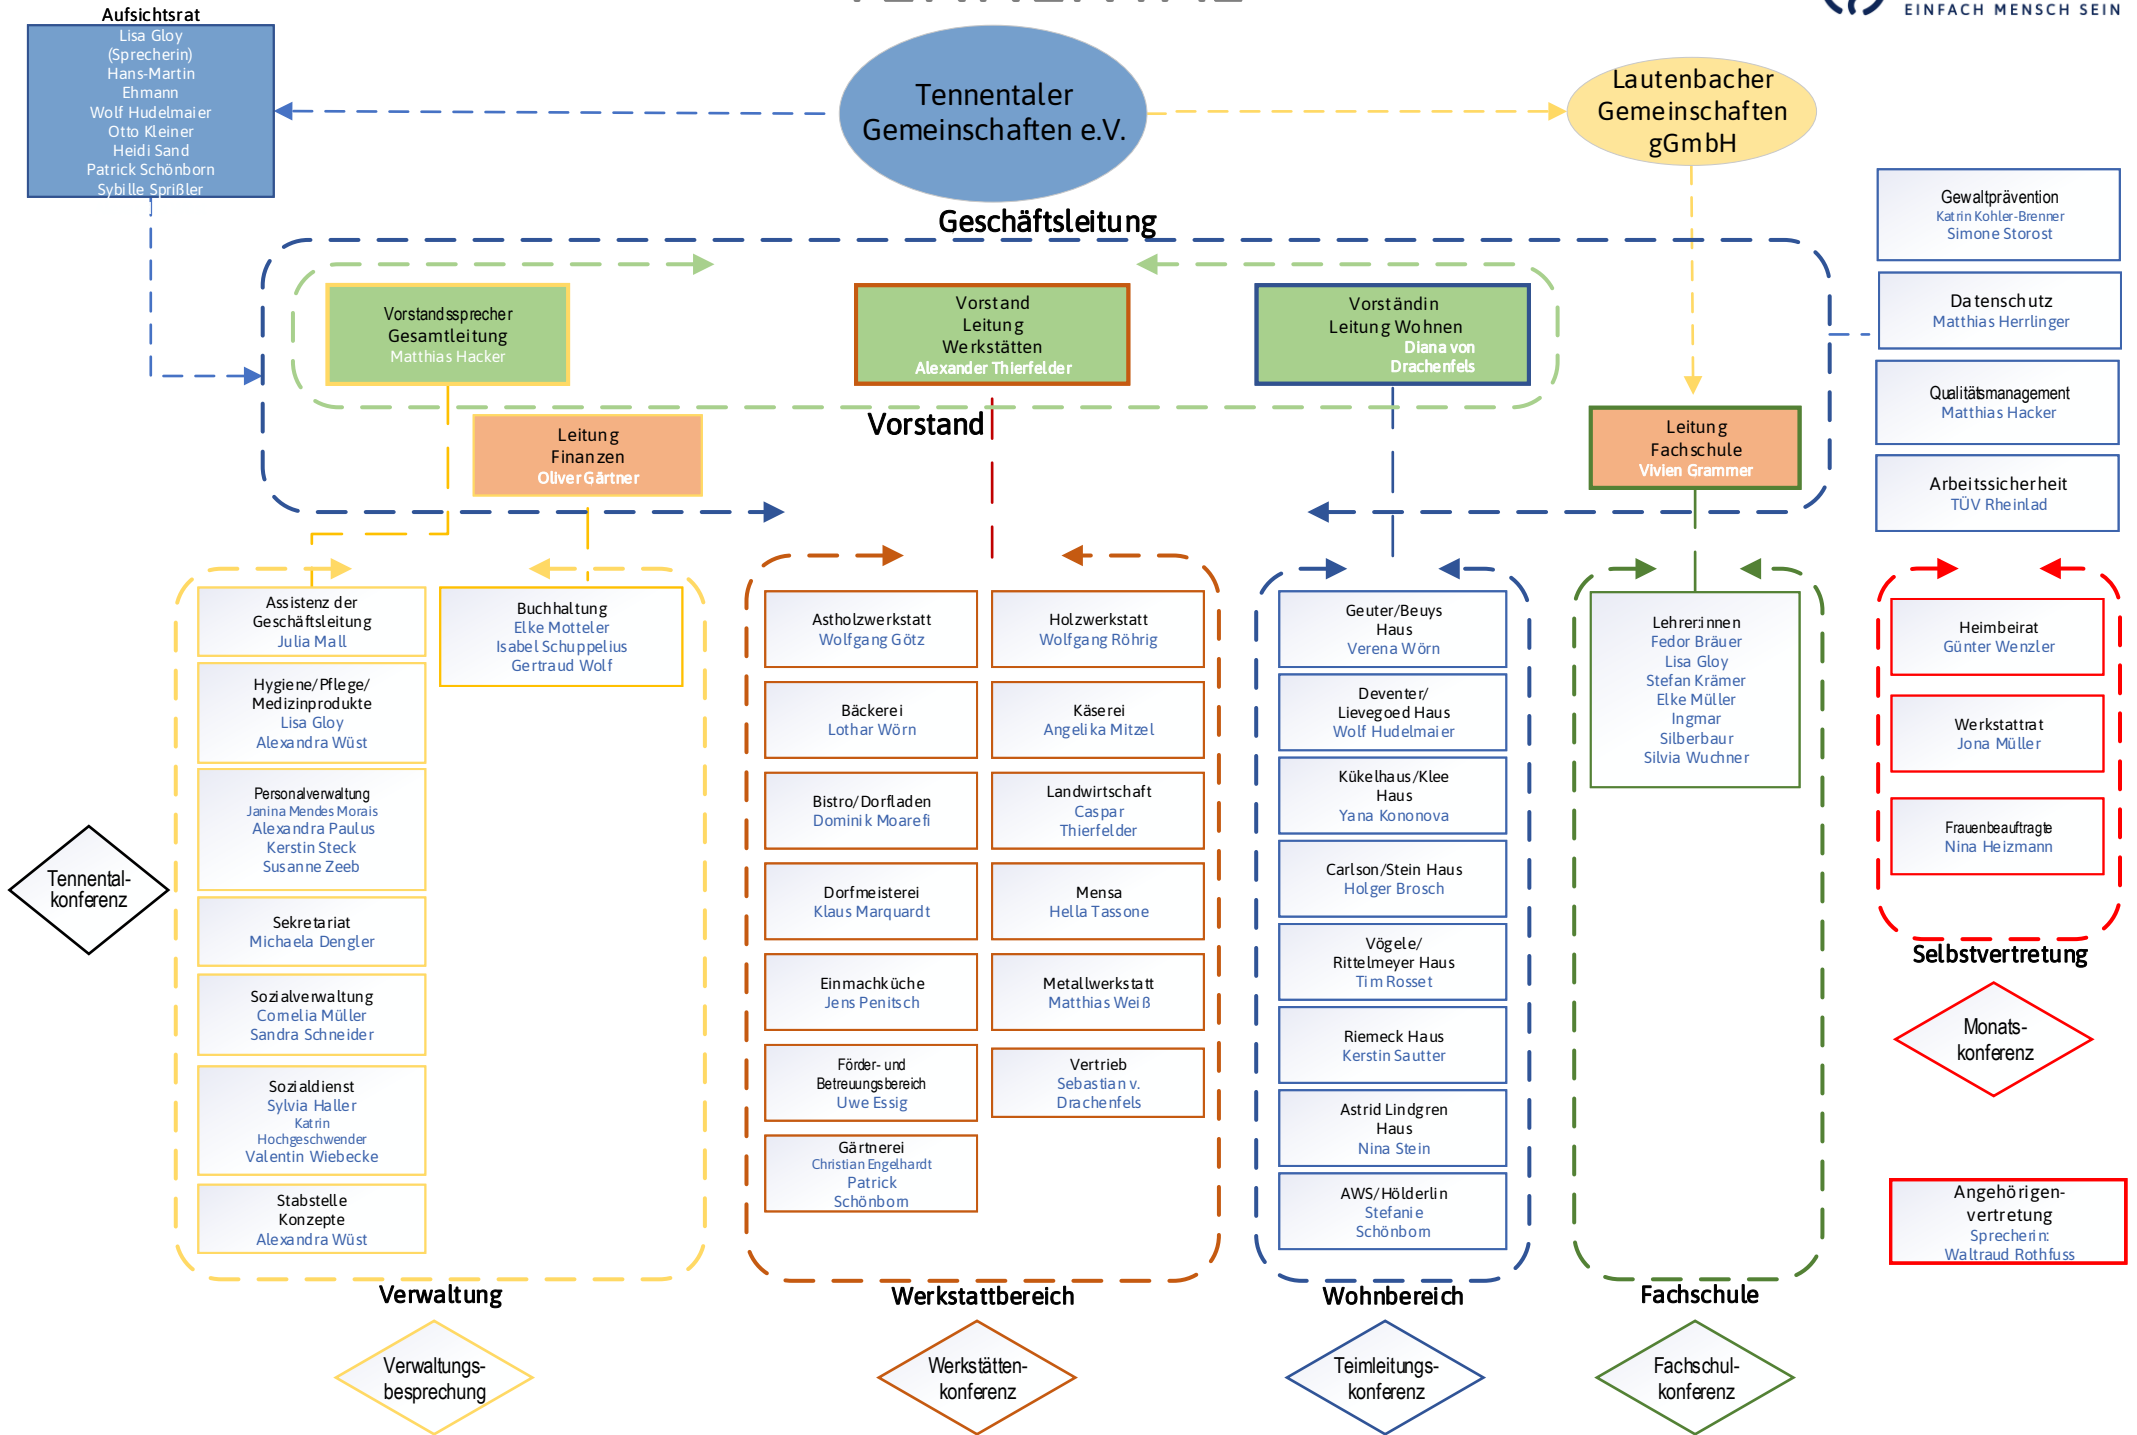 EINFACH MENSCH SEIN
Aufsichtsrat
Lisa Gloy
(Sprecherin)
Hans-Martin
Ehmann
Wolf Hudelmaier
Otto Kleiner
Heidi Sand
Patrick Schönborn
Sybille Sprißler
Tennentaler
Gemeinschaften e.V.
Lautenbacher
Gemeinschaften
gGmbH
Geschäftsleitung
Vorstandssprecher
Gesamtleitung
Matthias Hacker
Vorstand
Leitung
Werkstätten
Alexander Thierfelder
Vorständin
Leitung Wohnen
Diana von
Drachenfels
Vorstand
Leitung
Finanzen
Oliver Gärtner
Leitung
Fachschule
Vivien Grammer
Gewaltprävention
Katrin Kohler-Brenner
Simone Storost
Datenschutz
Matthias Herrlinger
Qualitätsmanagement
Matthias Hacker
Arbeitssicherheit
TÜV Rheinlad
Tennental-
konferenz
Assistenz der
Geschäftsleitung
Julia Mall
Hygiene/Pflege/
Medizinprodukte
Lisa Gloy
Alexandra Wüst
Personalverwaltung
Janina Mendes Morais
Alexandra Paulus
Kerstin Steck
Susanne Zeeb
Sekretariat
Michaela Dengler
Sozialverwaltung
Cornelia Müller
Sandra Schneider
Sozialdienst
Sylvia Haller
Katrin
Hochgeschwender
Valentin Wiebecke
Stabstelle
Konzepte
Alexandra Wüst
Buchhaltung
Elke Motteler
Isabel Schuppelius
Gertraud Wolf
Verwaltung
Verwaltungs-
besprechung
Astholzwerkstatt
Wolfgang Götz
Bäckerei
Lothar Wörn
Bistro/Dorfladen
Dominik Moarefi
Dorfmeisterei
Klaus Marquardt
Einmachküche
Jens Penitsch
Förder- und
Betreuungsbereich
Uwe Essig
Gärtnerei
Christian Engelhardt
Patrick
Schönborn
Holzwerkstatt
Wolfgang Röhrig
Käserei
Angelika Mitzel
Landwirtschaft
Caspar
Thierfelder
Mensa
Hella Tassone
Metallwerkstatt
Matthias Weiß
Vertrieb
Sebastian v.
Drachenfels
Werkstattbereich
Werkstätten-
konferenz
Geuter/Beuys
Haus
Verena Wörn
Deventer/
Lievegoed Haus
Wolf Hudelmaier
Kükelhaus/Klee
Haus
Yana Kononova
Carlson/Stein Haus
Holger Brosch
Vögele/
Rittelmeyer Haus
Tim Rosset
Riemeck Haus
Kerstin Sautter
Astrid Lindgren
Haus
Nina Stein
AWS/Hölderlin
Stefanie
Schönborn
Wohnbereich
Teimleitungs-
konferenz
Lehrer:innen
Fedor Bräuer
Lisa Gloy
Stefan Krämer
Elke Müller
Ingmar
Silberbaur
Silvia Wuchner
Fachschule
Fachschul-
konferenz
Heimbeirat
Günter Wenzler
Werkstattrat
Jona Müller
Frauenbeauftragte
Nina Heizmann
Selbstvertretung
Monats-
konferenz
Angehörigen-
vertretung
Sprecherin:
Waltraud Rothfuss